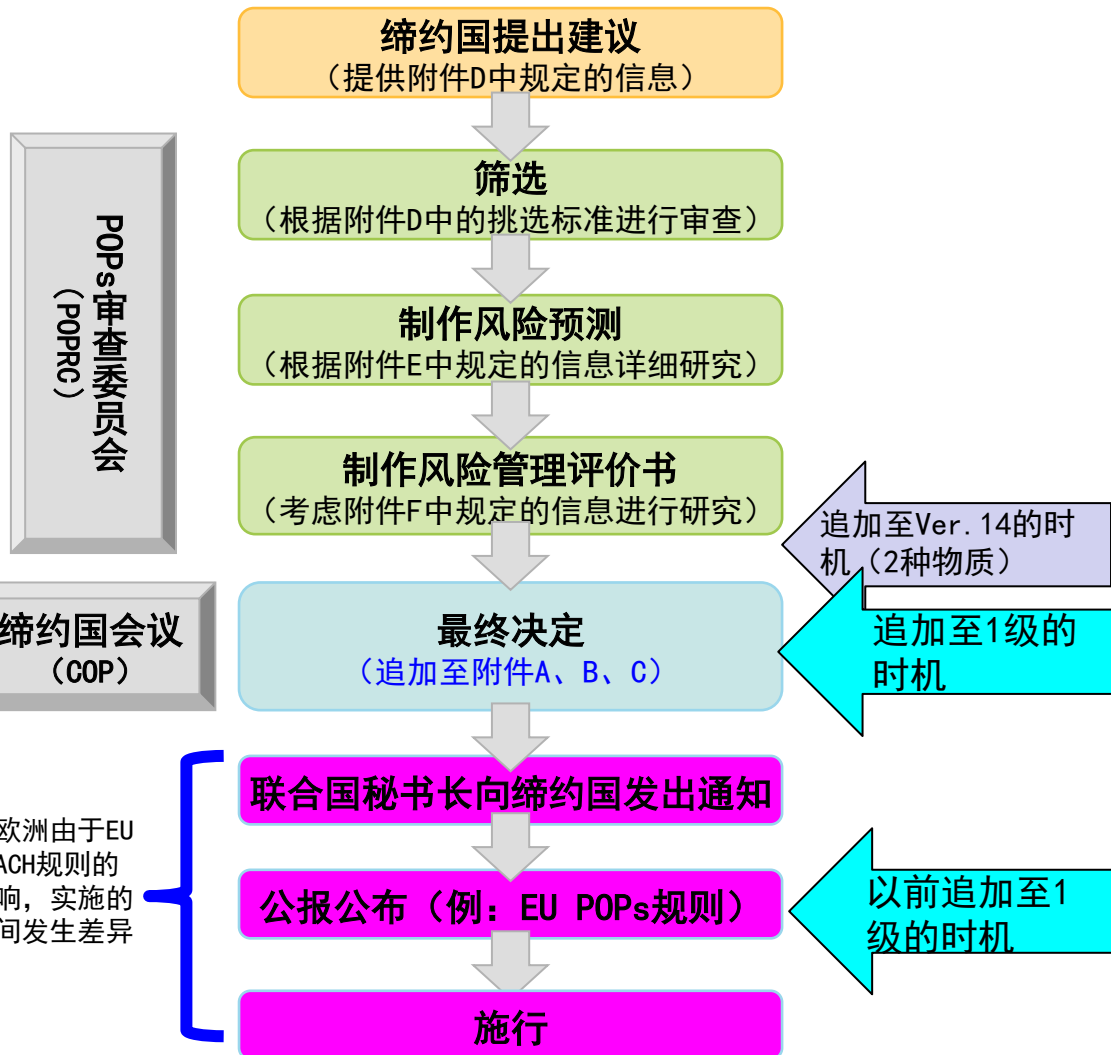 缔约国提出建议
（提供附件D中规定的信息）
POPs审查委员会
（POPRC）
筛选
（根据附件D中的挑选标准进行审查）
制作风险预测
（根据附件E中规定的信息详细研究）
制作风险管理评价书
（考虑附件F中规定的信息进行研究）
追加至Ver.14的时
机（2种物质）
缔约国会议
（COP）
最终决定
（追加至附件A、B、C）
追加至1级的
时机
联合国秘书长向缔约国发出通知
欧洲由于EU
ACH规则的
响，实施的
间发生差异
公报公布（例：EU POPs规则）
以前追加至1
级的时机
施行